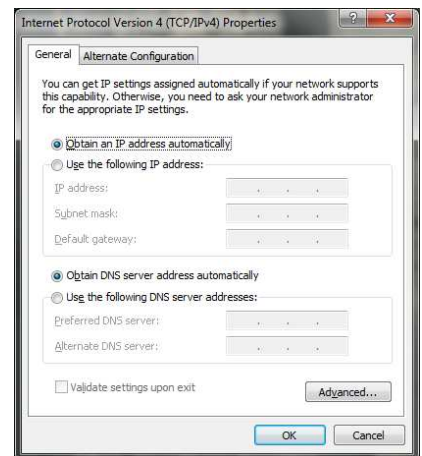 Internet Protocol Version 4 (TCP/IPv4) Properties
General
Alternate Configuration
You can get IP settings assigned automatically if your network supports
this capability. Otherwise, you need to ask your network administrator
for the appropriate IP settings.
Obtain an IP address automatically
Use the following IP address:
IP address:
Subnet mask:
Default gateway:
Obtain DNS server address automatically
Use the following DNS server addresses:
Preferred DNS server:
Alternate DNS server:
Validate settings upon exit
Advanced...
OK
Cancel